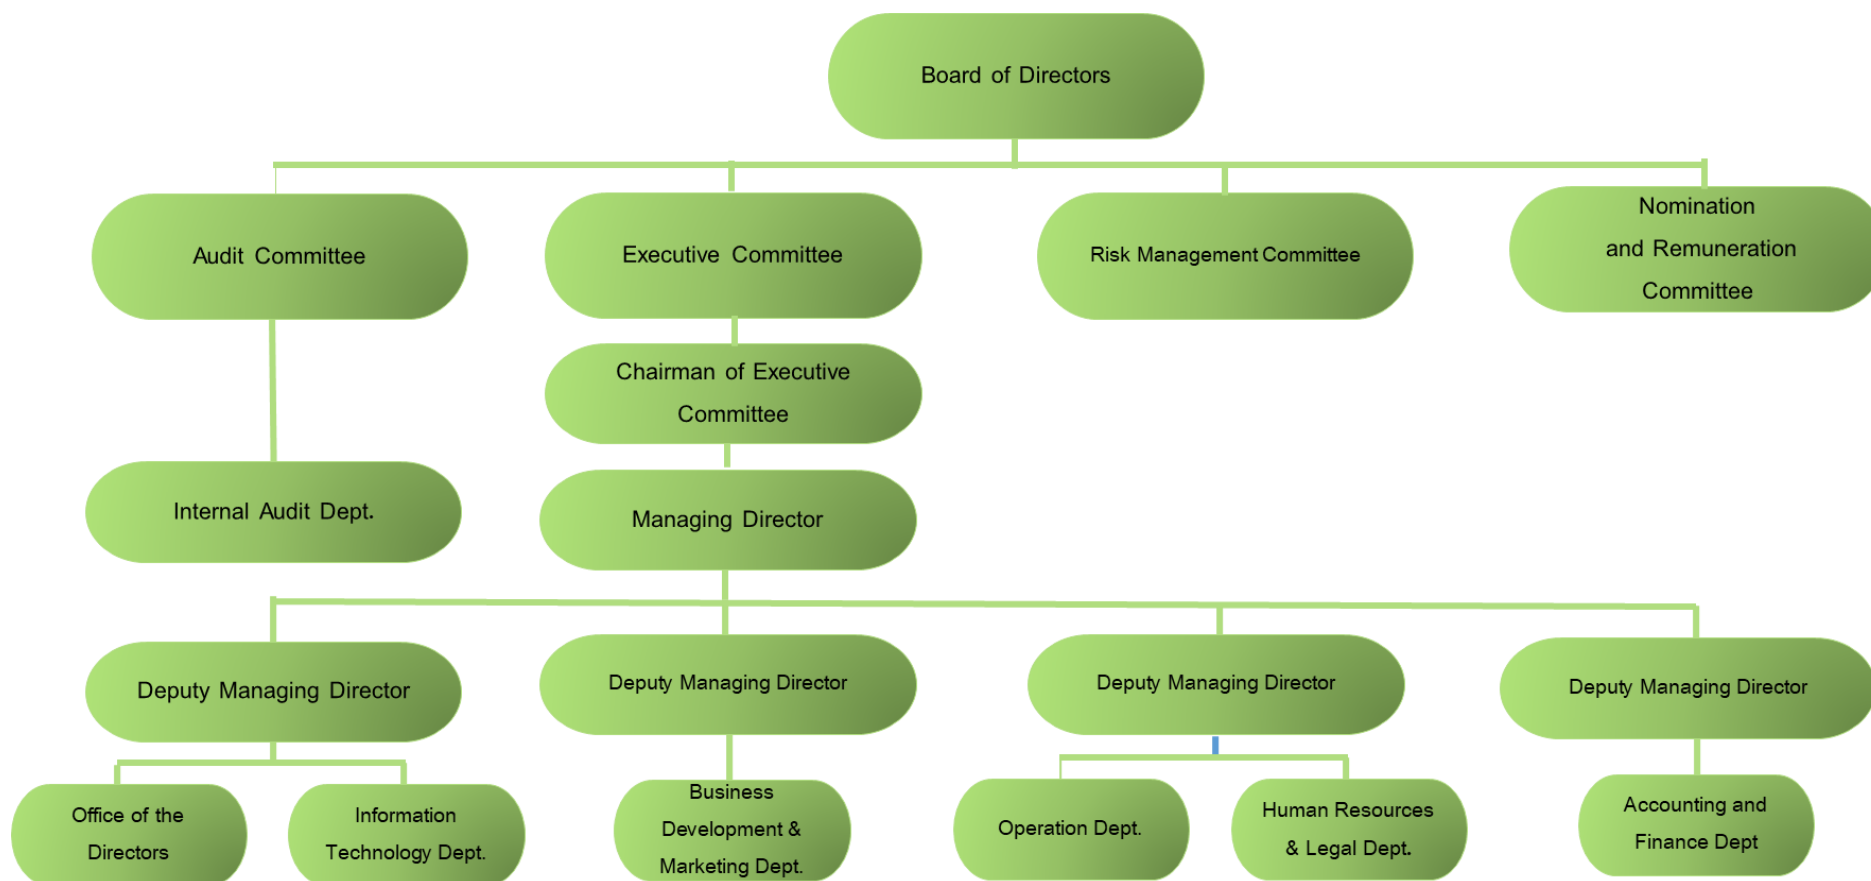 Board of Directors
Audit Committee
Executive Committee
Risk Management Committee
Nomination
and Remuneration
Committee
Chairman of Executive
Committee
Internal Audit Dept.
Managing Director
Deputy Managing Director
Deputy Managing Director
Deputy Managing Director
Deputy Managing Director
Office of the
Directors
Information
Technology Dept.
Business
Development &
Marketing Dept.
Operation Dept.
Human Resources
& Legal Dept.
Accounting and
Finance Dept